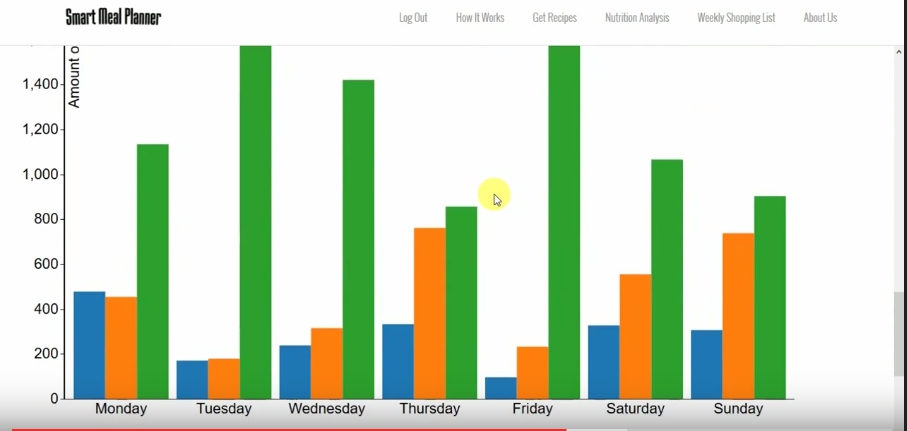 Smart Meal Planner
Log Out How It Works Get Recipes Nutrition Analysis Weekly Shopping List About Us
Amount o
1,400
1,200
1,000
800
600
400
200
0
Monday Tuesday Wednesday Thursday Friday Saturday Sunday